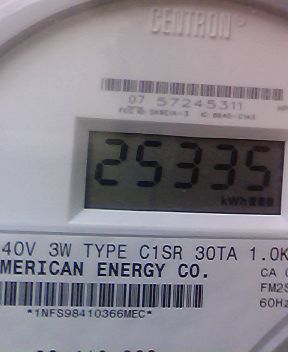 CENTRON®
07 57245311
25335
kWh
40V 3W TYPE C1SR 30TA 1.0K
MERICAN ENERGY CO.
CA
FM2S
60Hz
*1NFS98410366MEC*